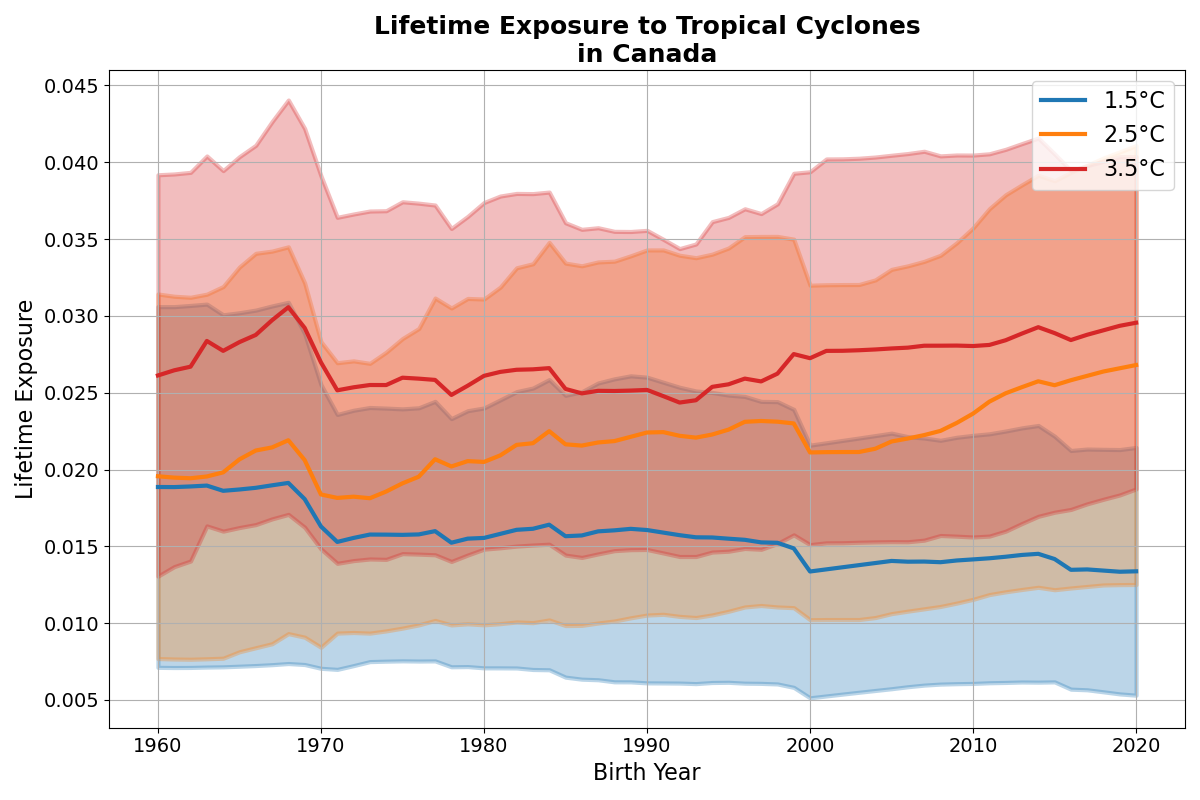 Lifetime Exposure to Tropical Cyclones
in Canada
Lifetime Exposure
0.045
0.040
0.035
0.030
0.025
0.020
0.015
0.010
0.005
1.5°C
2.5°C
3.5°C
1960
1970
1980
1990
2000
2010
2020
Birth Year